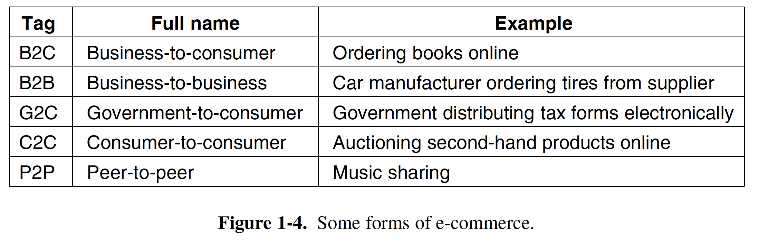 Tag Full name Example
B2C Business-to-consumer Ordering books online
B2B Business-to-business Car manufacturer ordering tires from supplier
G2C Government-to-consumer Government distributing tax forms electronically
C2C Consumer-to-consumer Auctioning second-hand products online
P2P Peer-to-peer Music sharing
Figure 1-4. Some forms of e-commerce.